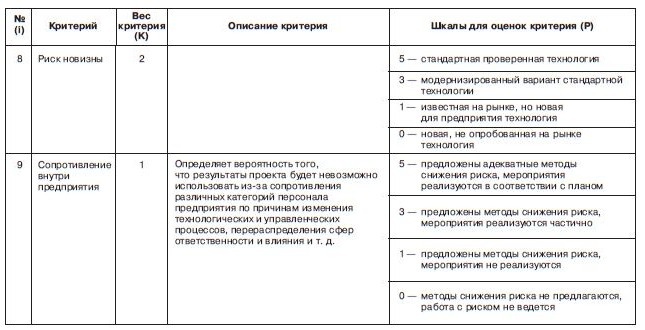 №
(i)
Критерий
Вес
критерия
(К)
Описание критерия
Шкалы для оценок критерия (Р)
8
Риск новизны
2
5 — стандартная проверенная технология
3 — модернизированный вариант стандартной
технологии
1 — известная на рынке, но новая
для предприятия технология
0 — новая, не опробованная на рынке
технология
9
Сопротивление
внутри
предприятия
1
Определяет вероятность того,
что результаты проекта будет невозможно
использовать из-за сопротивления
различных категорий персонала
предприятия по причинам изменения
технологических и управленческих
процессов, перераспределения сфер
ответственности и влияния и т. д.
5 — предложены адекватные методы
снижения риска, мероприятия
реализуются в соответствии с планом
3 — предложены методы снижения риска,
мероприятия реализуются частично
1 — предложены методы снижения риска,
мероприятия не реализуются
0 — методы снижения риска не предлагаются,
работа с риском не ведется